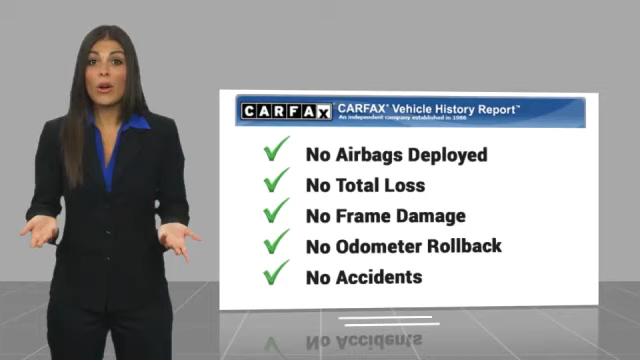 CARFAX CARFAX® Vehicle History Report™
An independent company established in 1986
No Airbags Deployed
No Total Loss
No Frame Damage
No Odometer Rollback
No Accidents